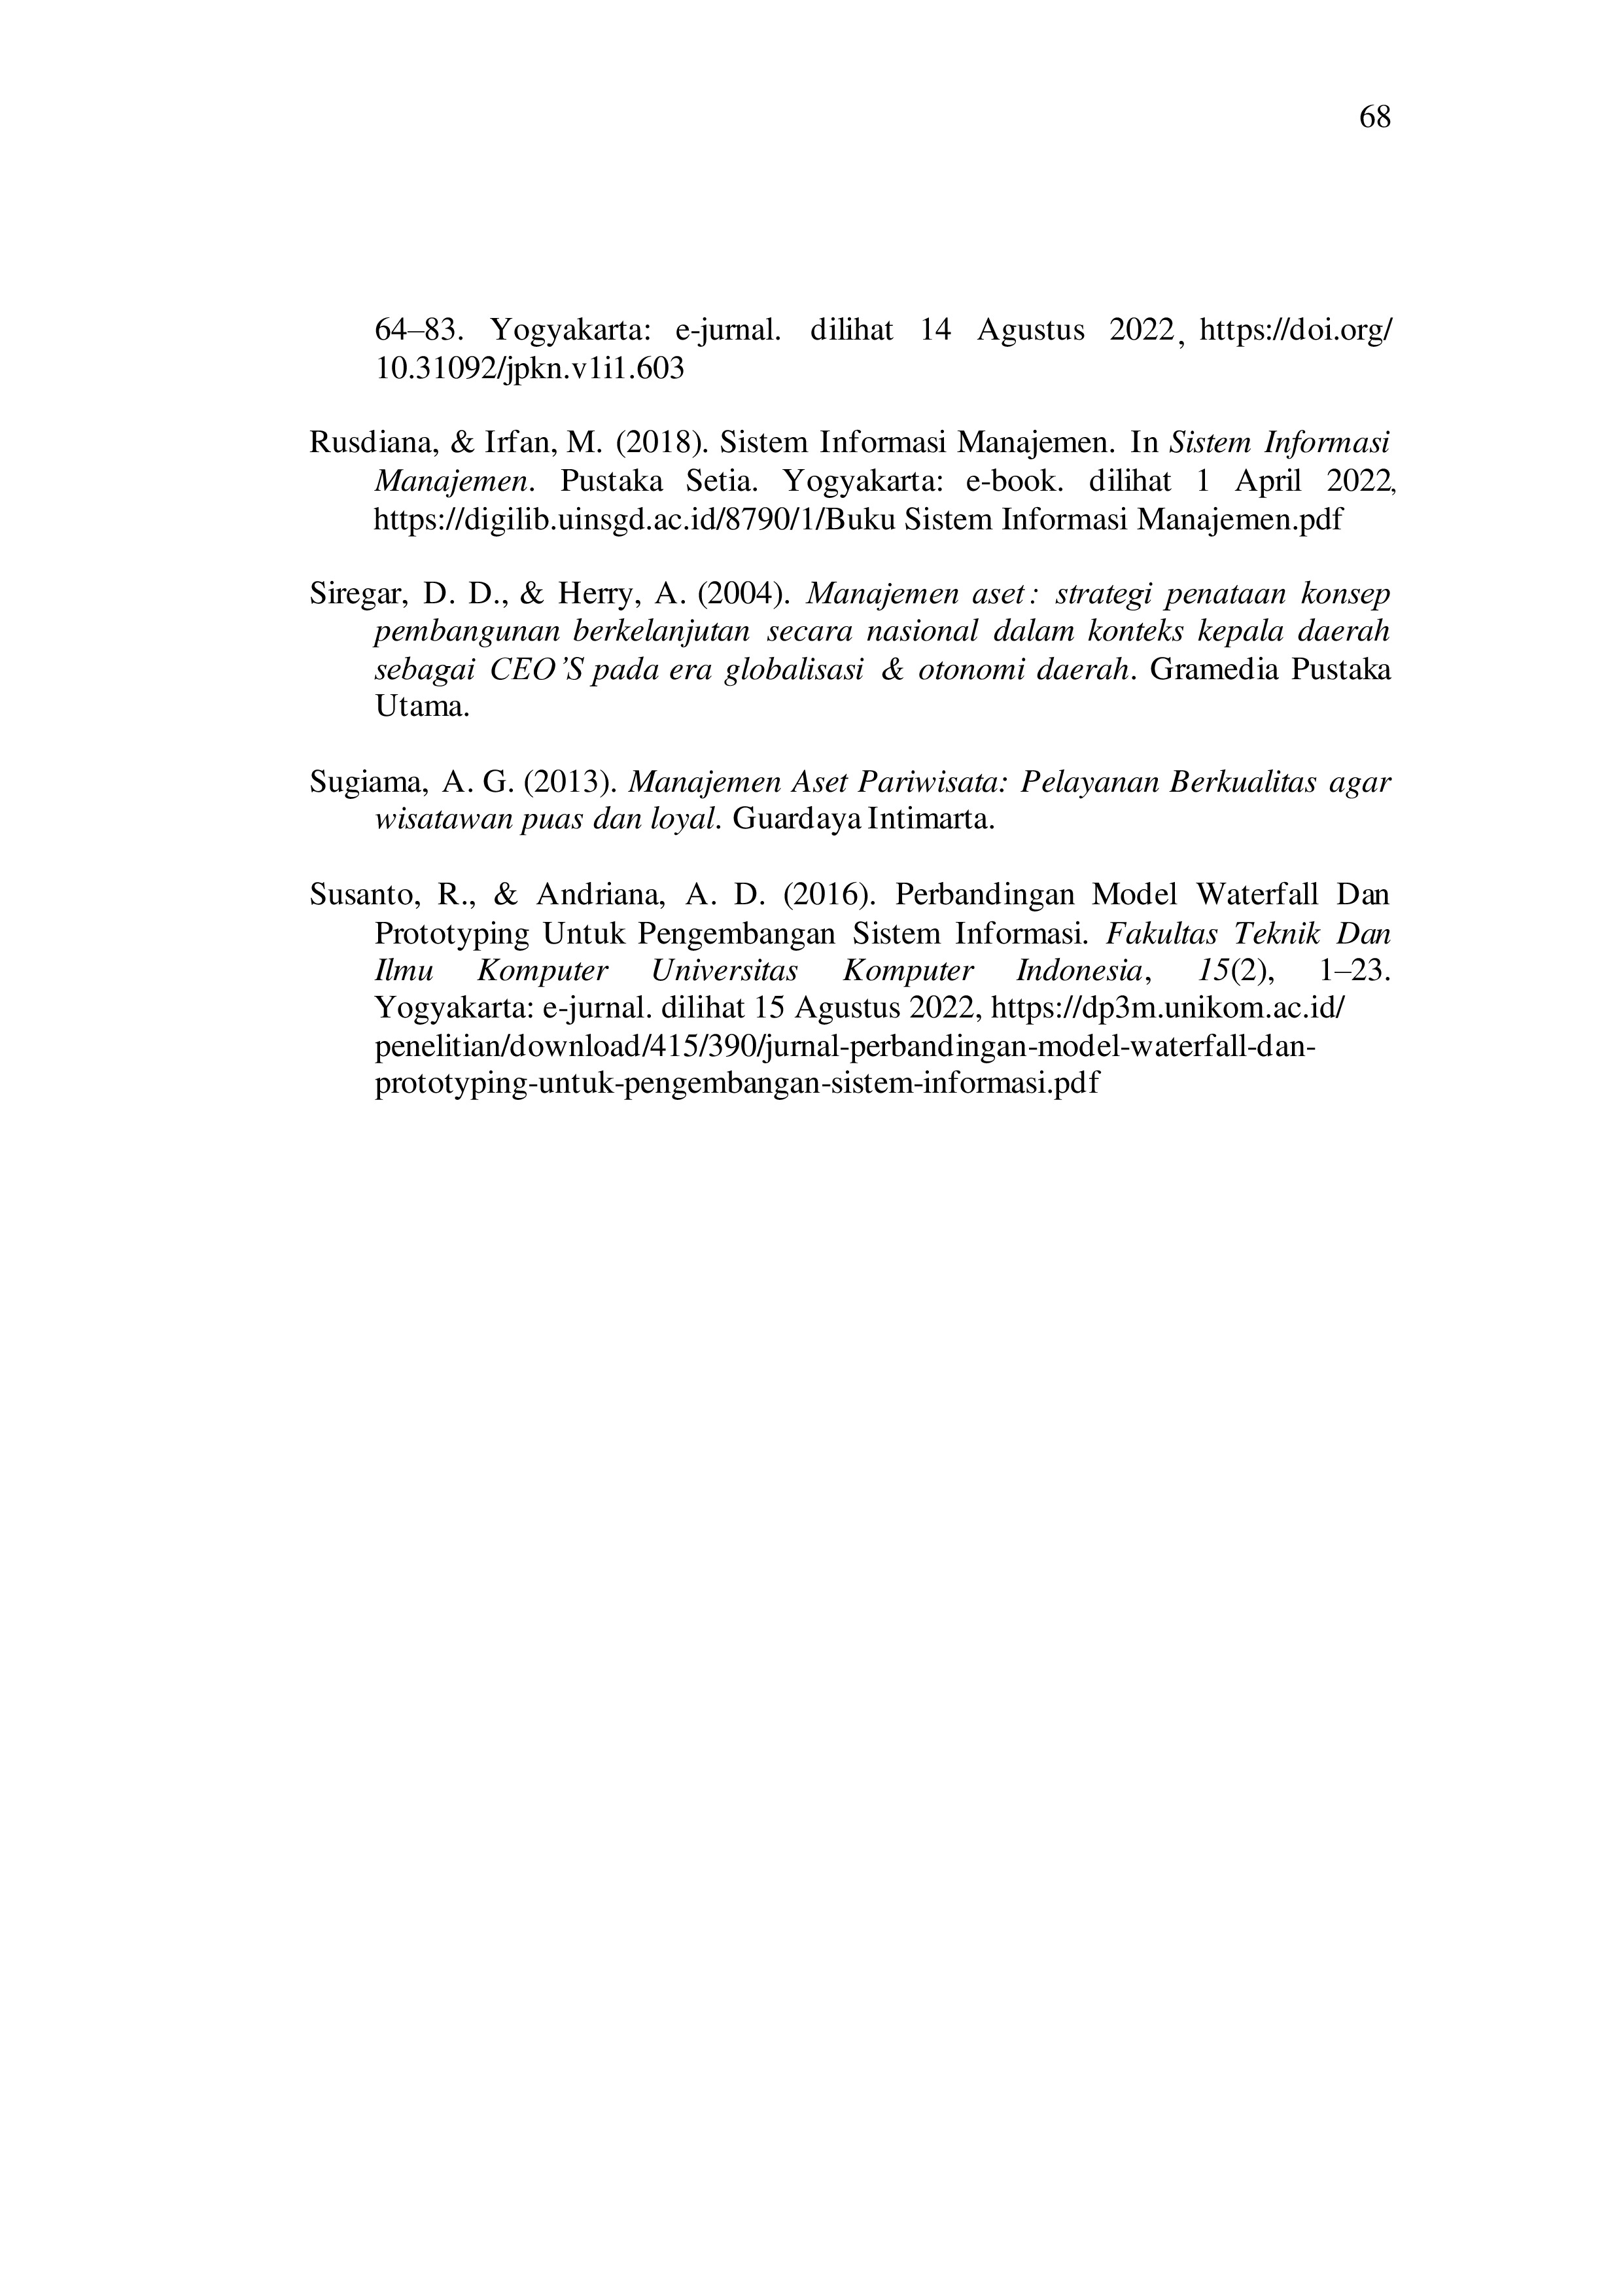 68
64–83. Yogyakarta: e-jurnal. dilihat 14 Agustus 2022, https://doi.org/
10.31092/jpkn.v1i1.603
Rusdiana, & Irfan, M. (2018). Sistem Informasi Manajemen. In Sistem Informasi
Manajemen. Pustaka Setia. Yogyakarta: e-book. dilihat 1 April 2022,
https://digilib.uinsgd.ac.id/8790/1/Buku Sistem Informasi Manajemen.pdf
Siregar, D. D., & Herry, A. (2004). Manajemen aset : strategi penataan konsep
pembangunan berkelanjutan secara nasional dalam konteks kepala daerah
sebagai CEO’S pada era globalisasi & otonomi daerah. Gramedia Pustaka
Utama.
Sugiama, A. G. (2013). Manajemen Aset Pariwisata: Pelayanan Berkualitas agar
wisatawan puas dan loyal. Guardaya Intimarta.
Susanto, R., & Andriana, A. D. (2016). Perbandingan Model Waterfall Dan
Prototyping Untuk Pengembangan Sistem Informasi. Fakultas Teknik Dan
Ilmu Komputer Universitas Komputer Indonesia, 15(2), 1–23.
Yogyakarta: e-jurnal. dilihat 15 Agustus 2022, https://dp3m.unikom.ac.id/
penelitian/download/415/390/jurnal-perbandingan-model-waterfall-dan-
prototyping-untuk-pengembangan-sistem-informasi.pdf